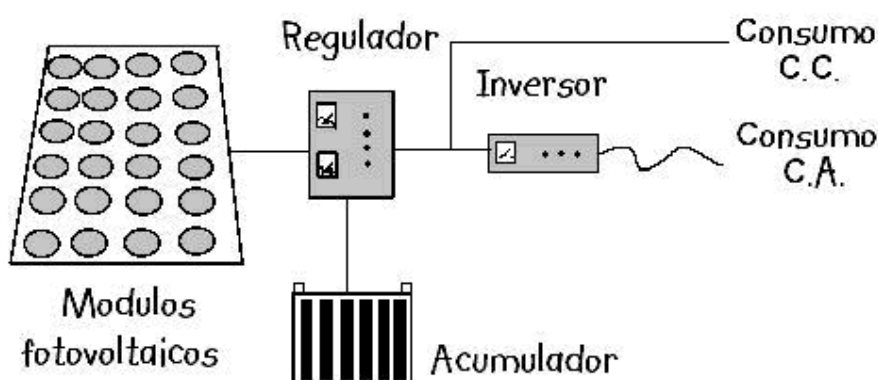 Regulador
Consumo
C.C.
Inversor
Consumo
C.A.
Modulos
fotovoltaicos
Acumulador